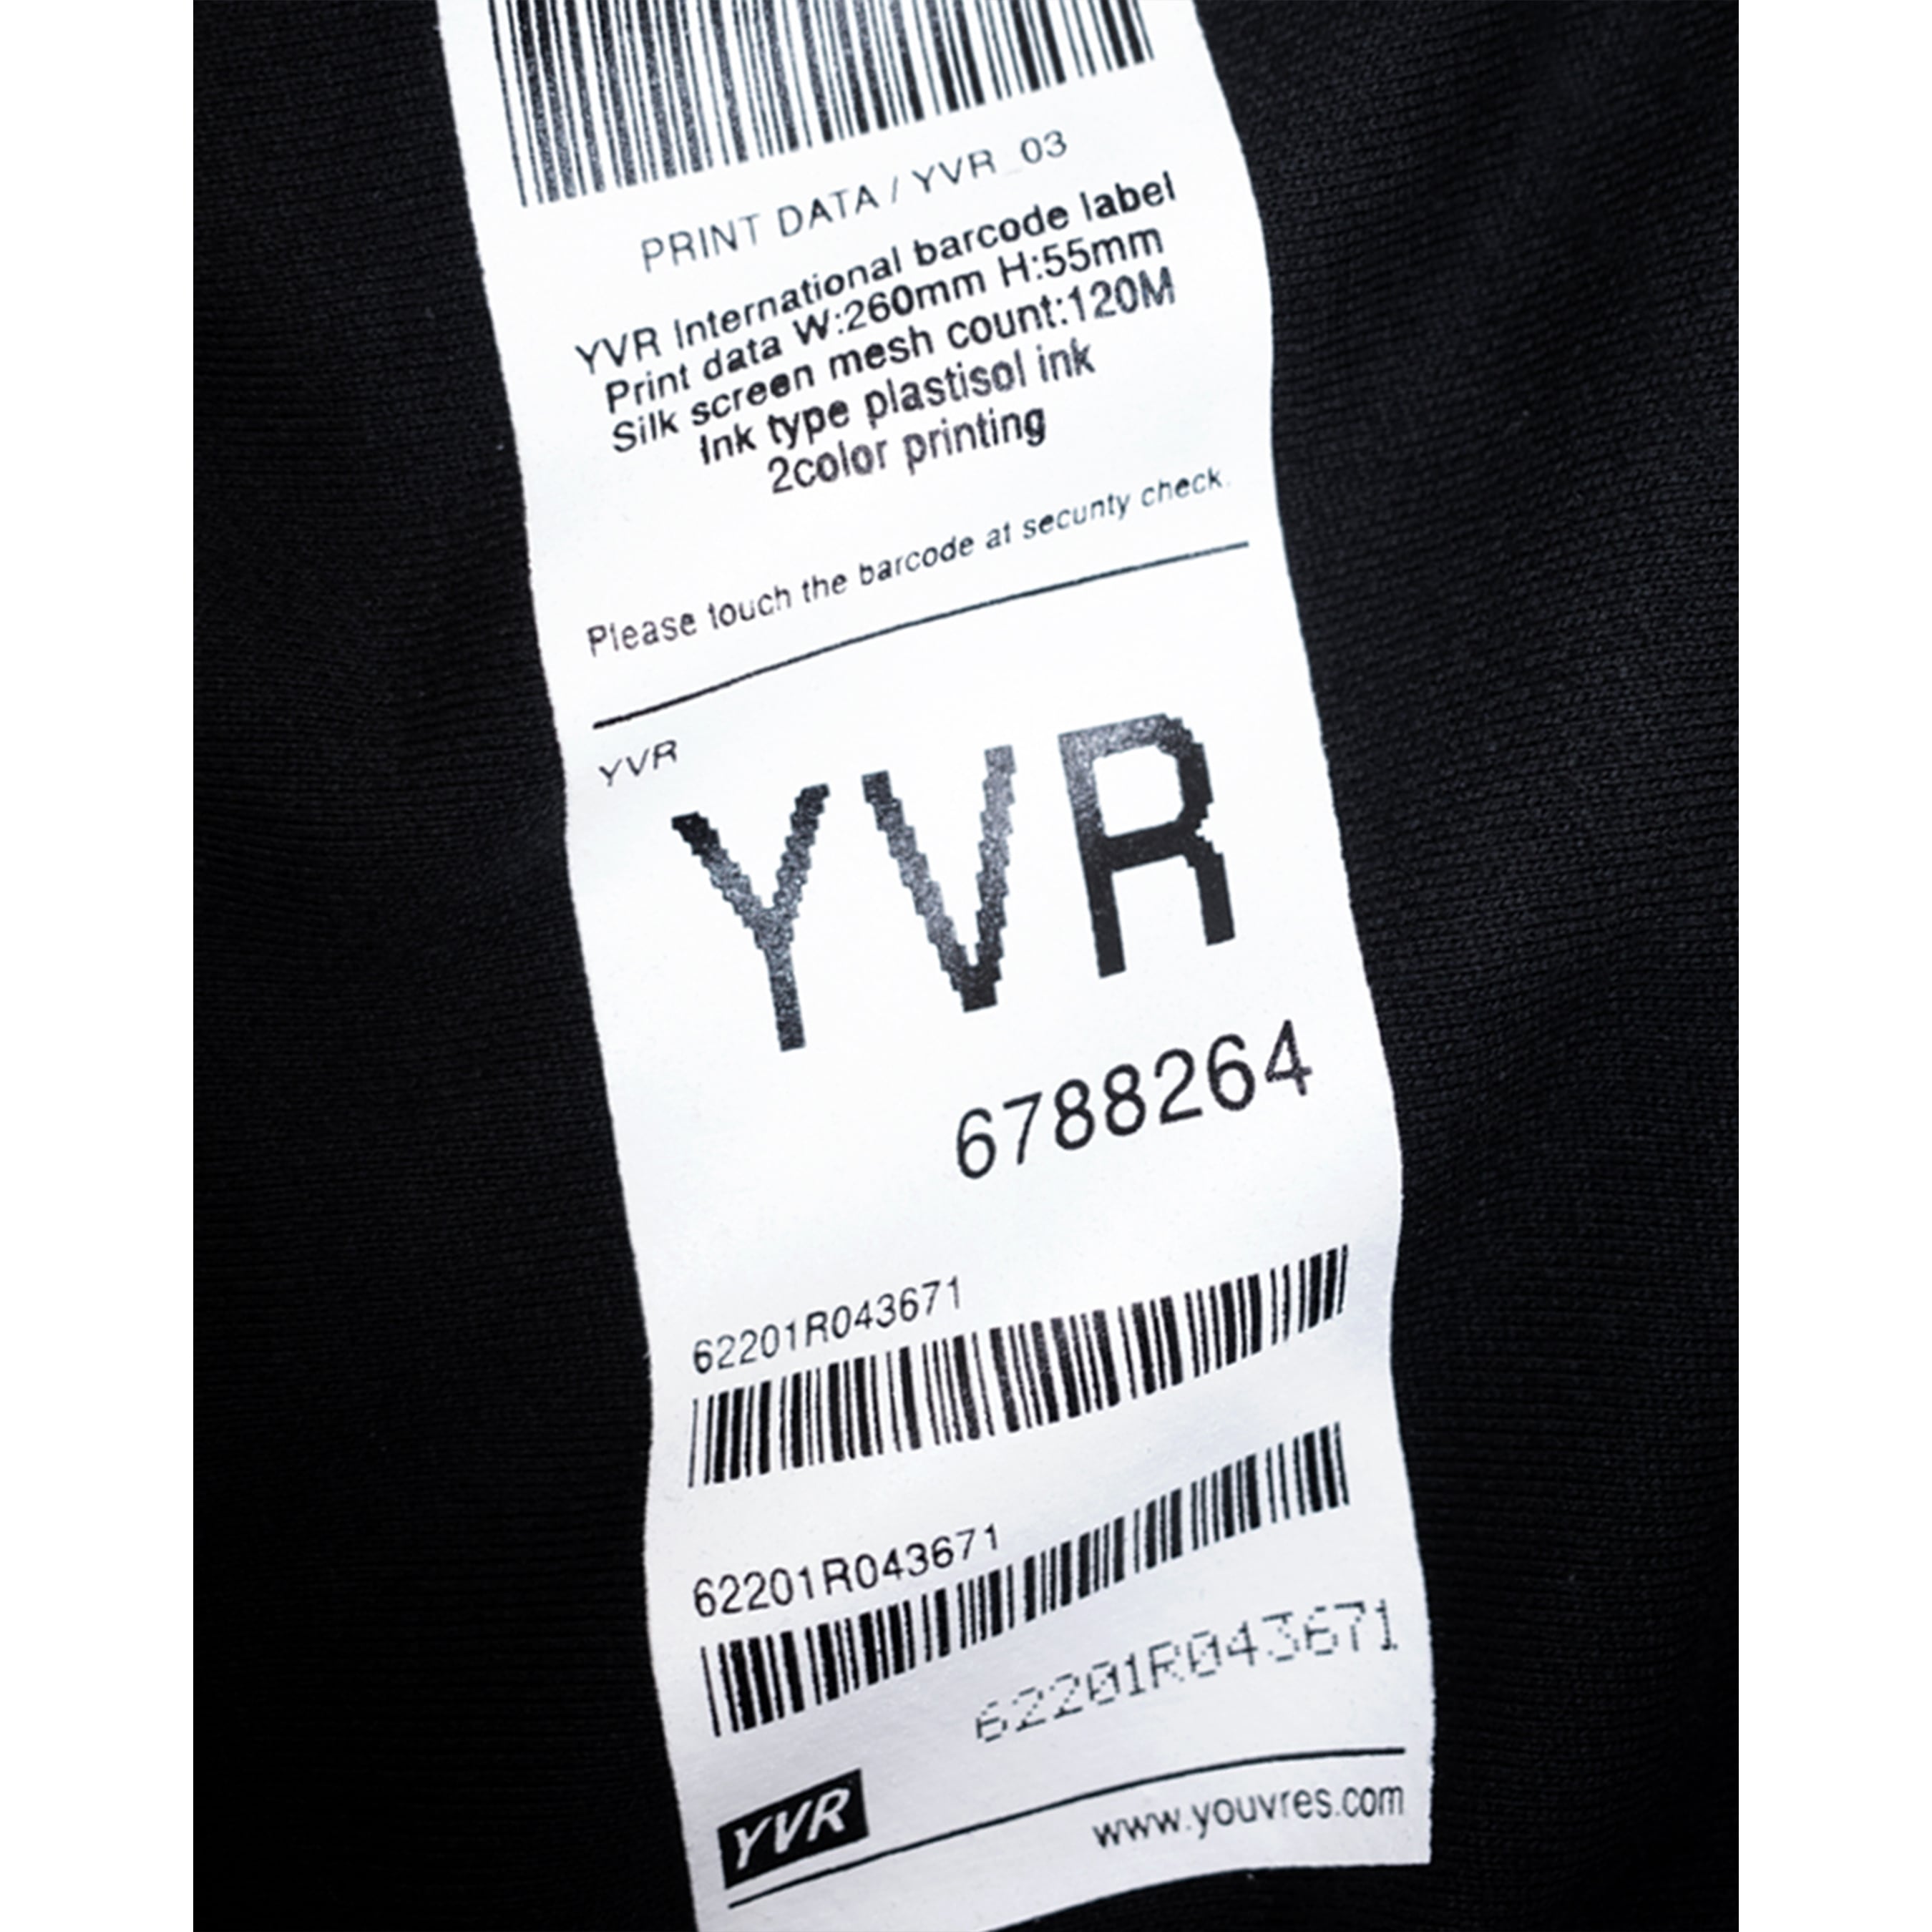 PRINT DATA / YVR_03
YVR International barcode label
Print data W:260mm H:55mm
Silk screen mesh count:120M
Ink type plastisol ink
2color printing
Please touch the barcode at security check.
YVR
YVR
6788264
62201R043671
62201R043671
62201R043671
YVR
www.youvres.com